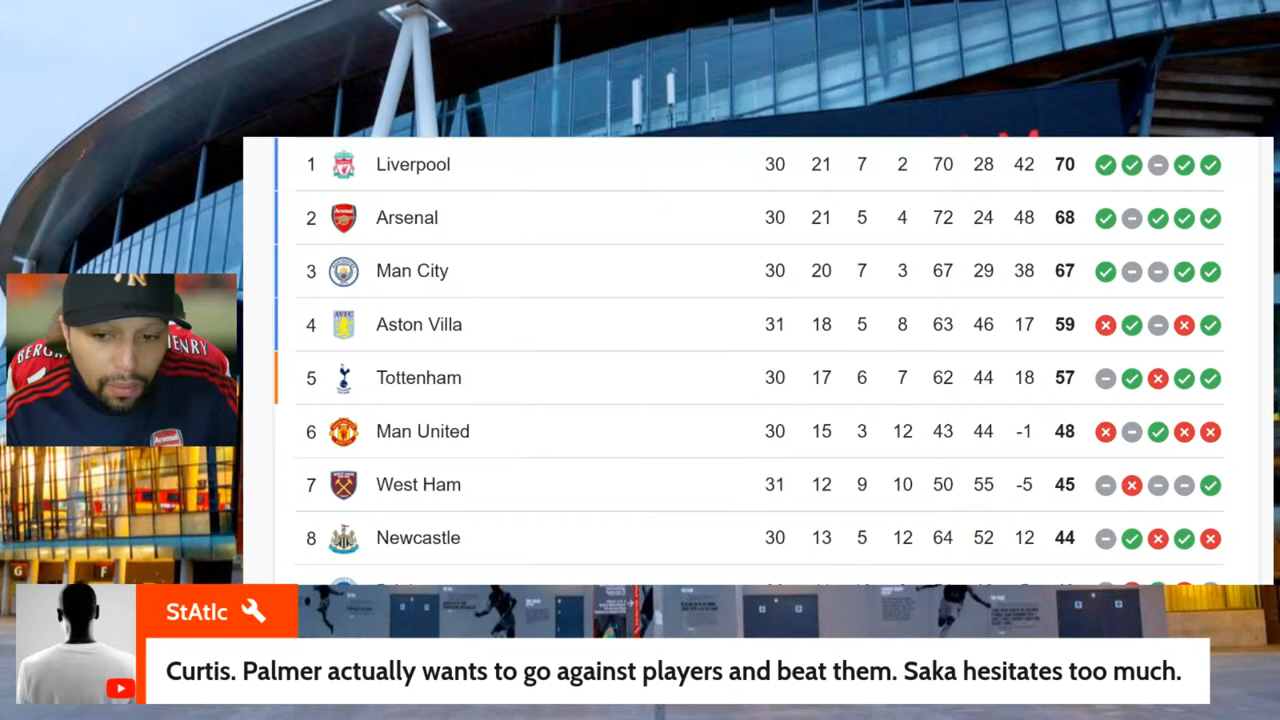 1 Liverpool 30 21 7 2 70 28 42 70
2 Arsenal 30 21 5 4 72 24 48 68
3 Man City 30 20 7 3 67 29 38 67
4 Aston Villa 31 18 5 8 63 46 17 59
5 Tottenham 30 17 6 7 62 44 18 57
6 Man United 30 15 3 12 43 44 -1 48
7 West Ham 31 12 9 10 50 55 -5 45
8 Newcastle 30 13 5 12 64 52 12 44
HENRY
Arsenal
G F
StAtIc
Curtis. Palmer actually wants to go against players and beat them. Saka hesitates too much.